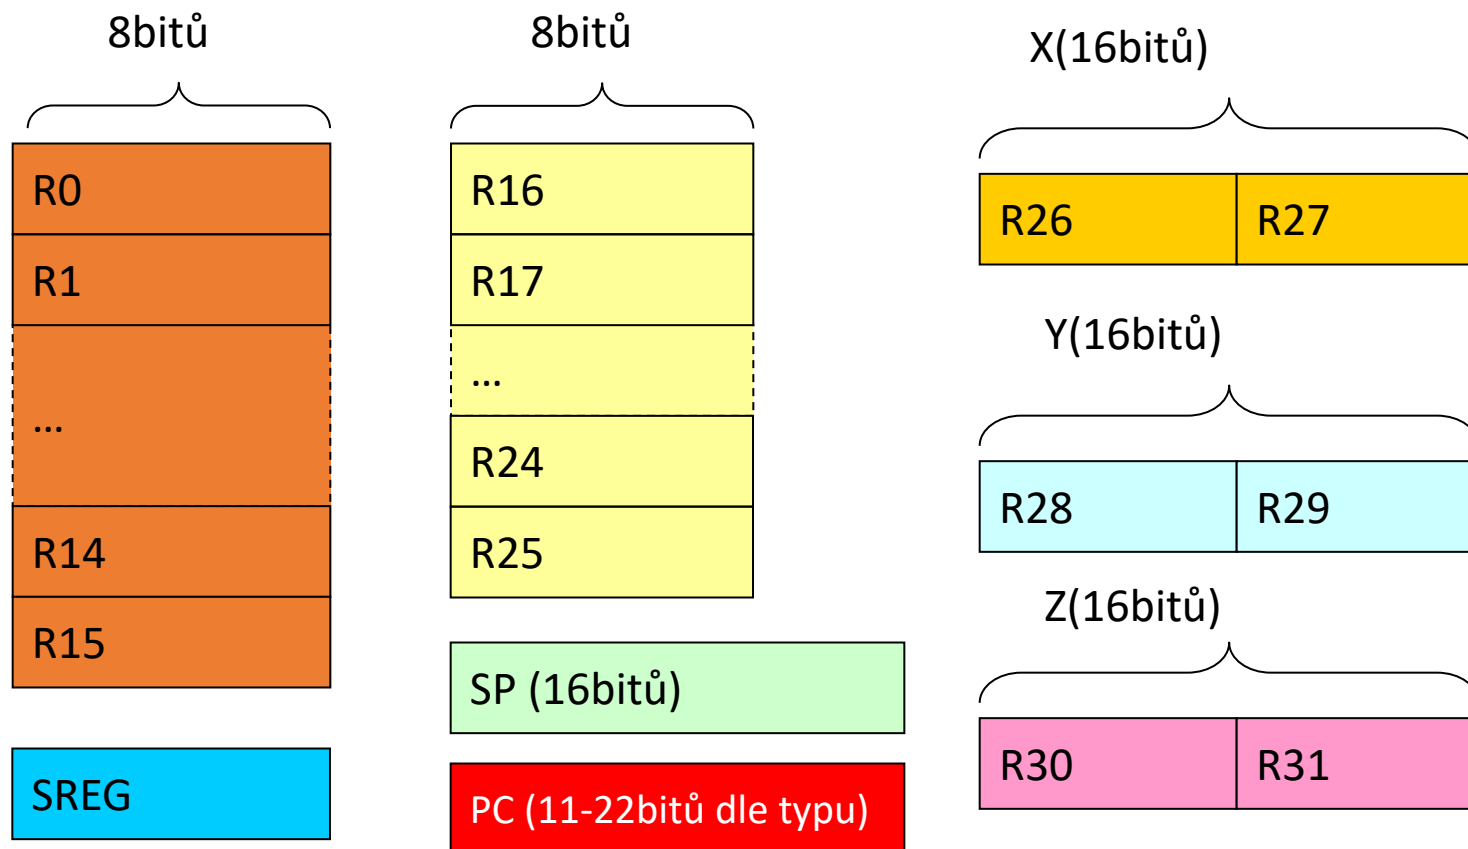 8bitů
R0
R1
...
R14
R15
SREG
8bitů
R16
R17
...
R24
R25
SP (16bitů)
PC (11-22bitů dle typu)
X(16bitů)
R26 R27
Y(16bitů)
R28 R29
Z(16bitů)
R30 R31